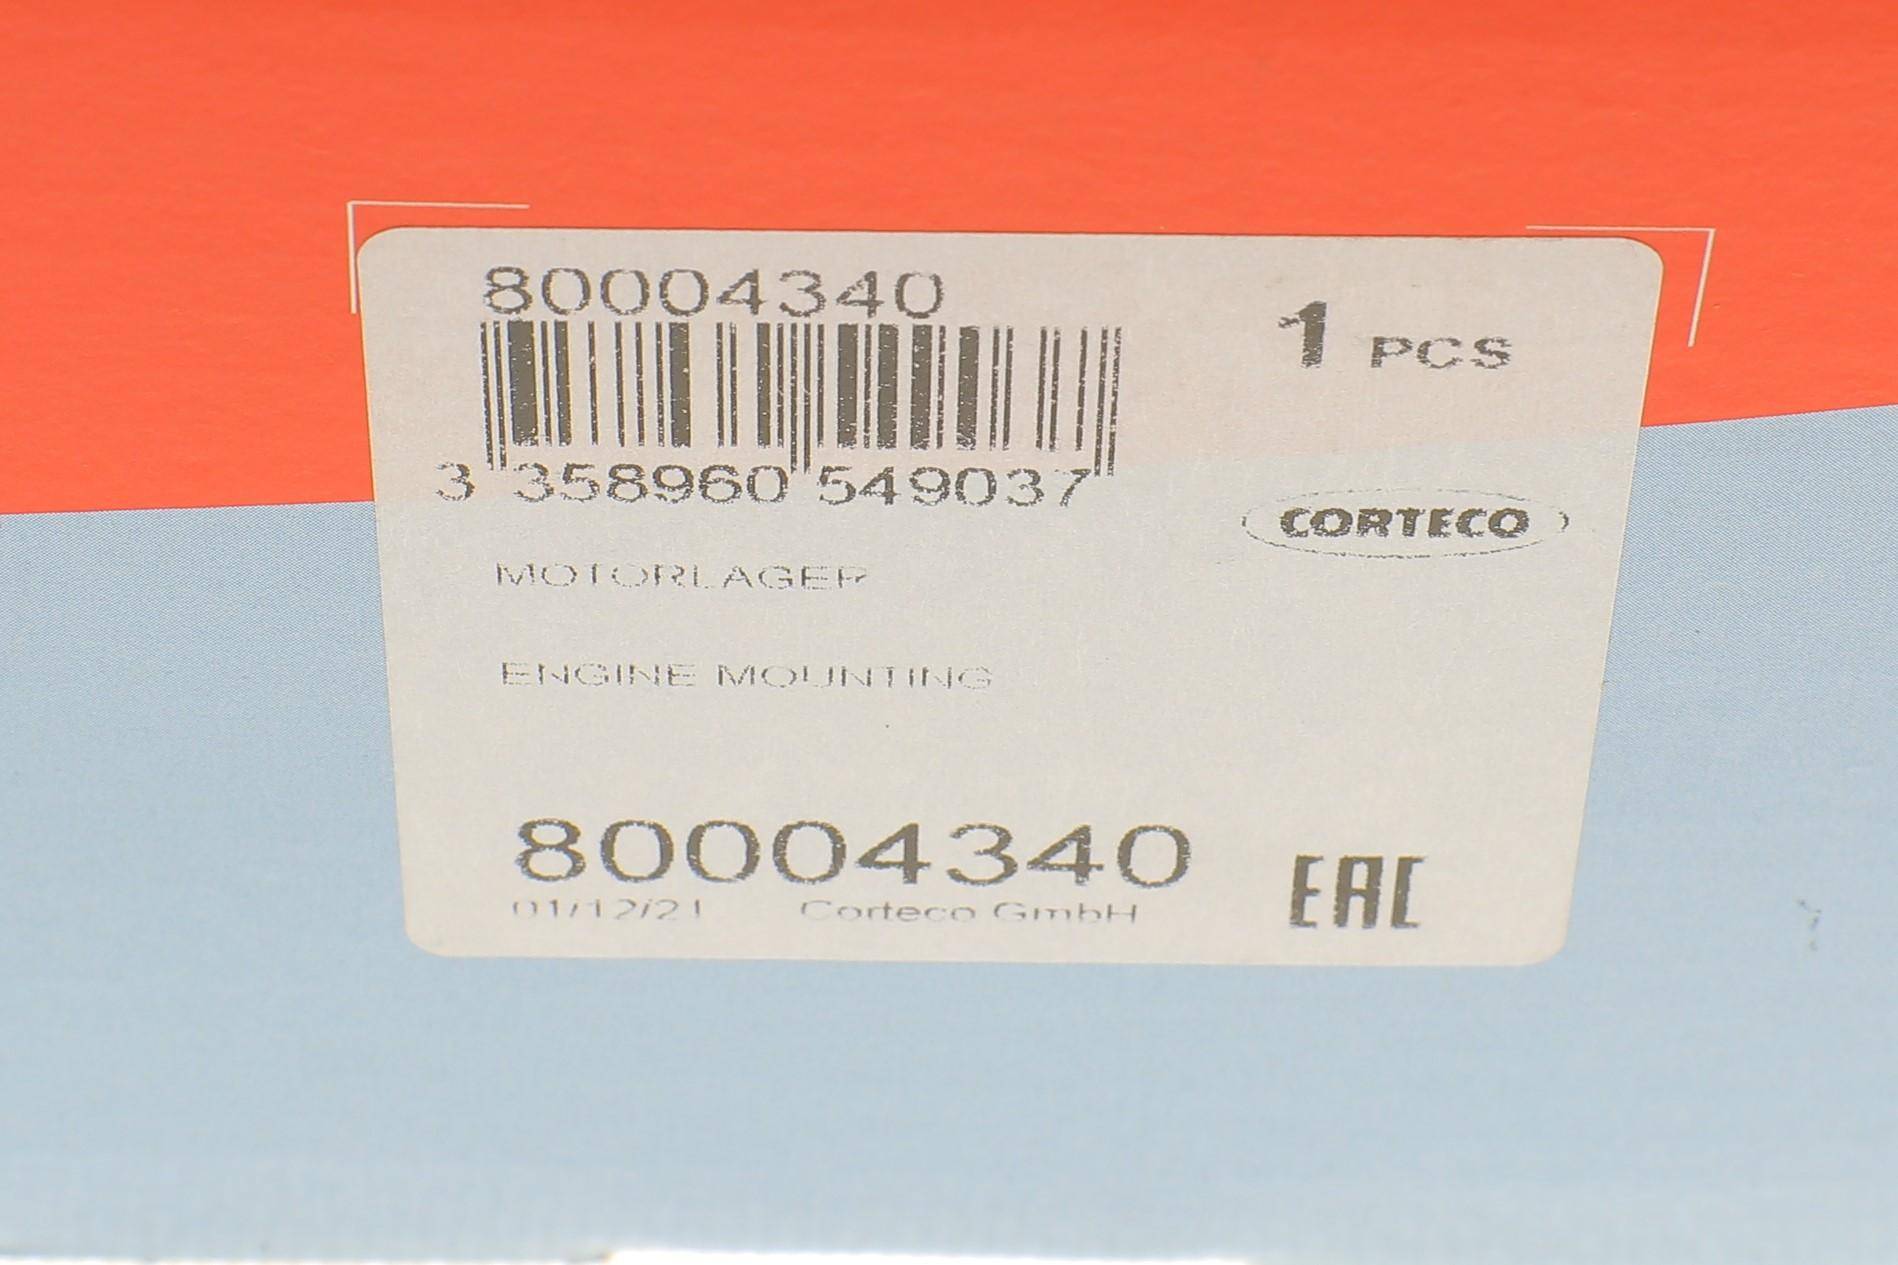 80004340
1 PCS
3 358960 549037
CORTECO
MOTORLAGER
ENGINE MOUNTING
80004340
EAC
01/12/21 Corteco GmbH